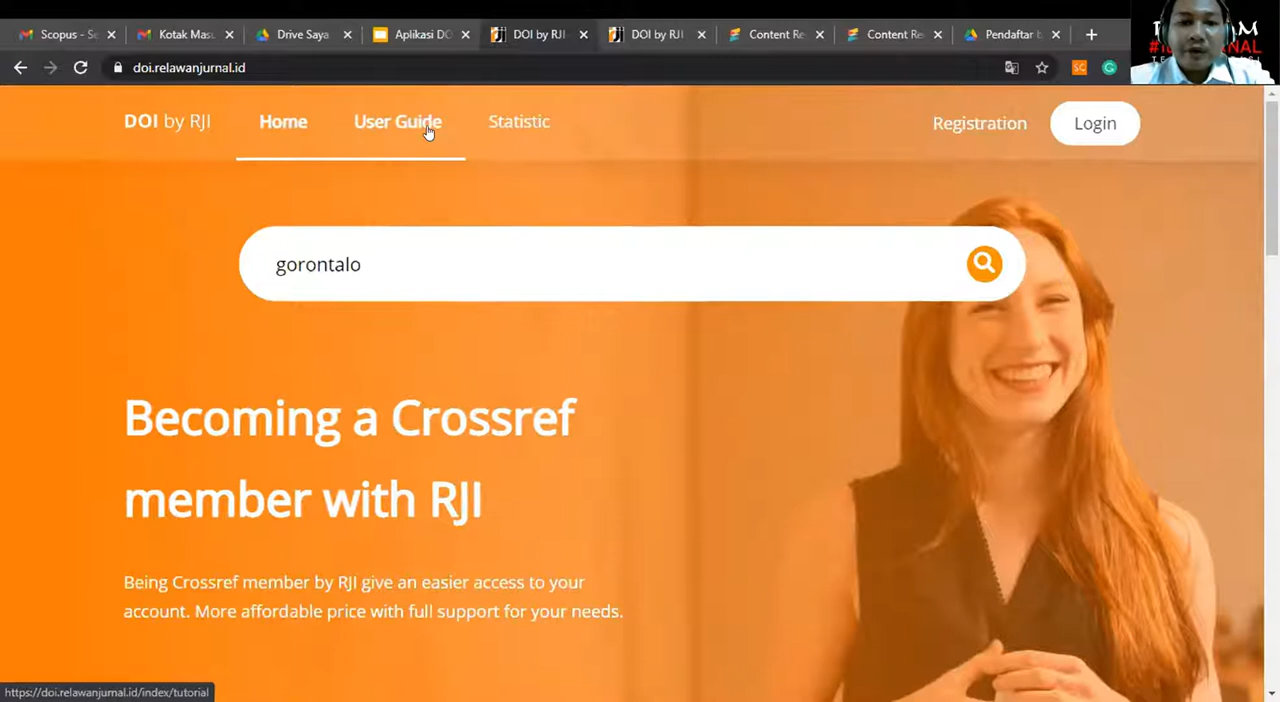 Scopus - Se
Kotak Masu
Drive Saya
Aplikasi DO
DOI by RJI
DOI by RJI
Content Re
Content Re
Pendaftar b
doi.relawanjurnal.id
SC
DOI by RJI
Home
User Guide
Statistic
Registration
Login
gorontalo
Becoming a Crossref
member with RJI
Being Crossref member by RJI give an easier access to your
account. More affordable price with full support for your needs.
https://doi.relawanjurnal.id/index/tutorial